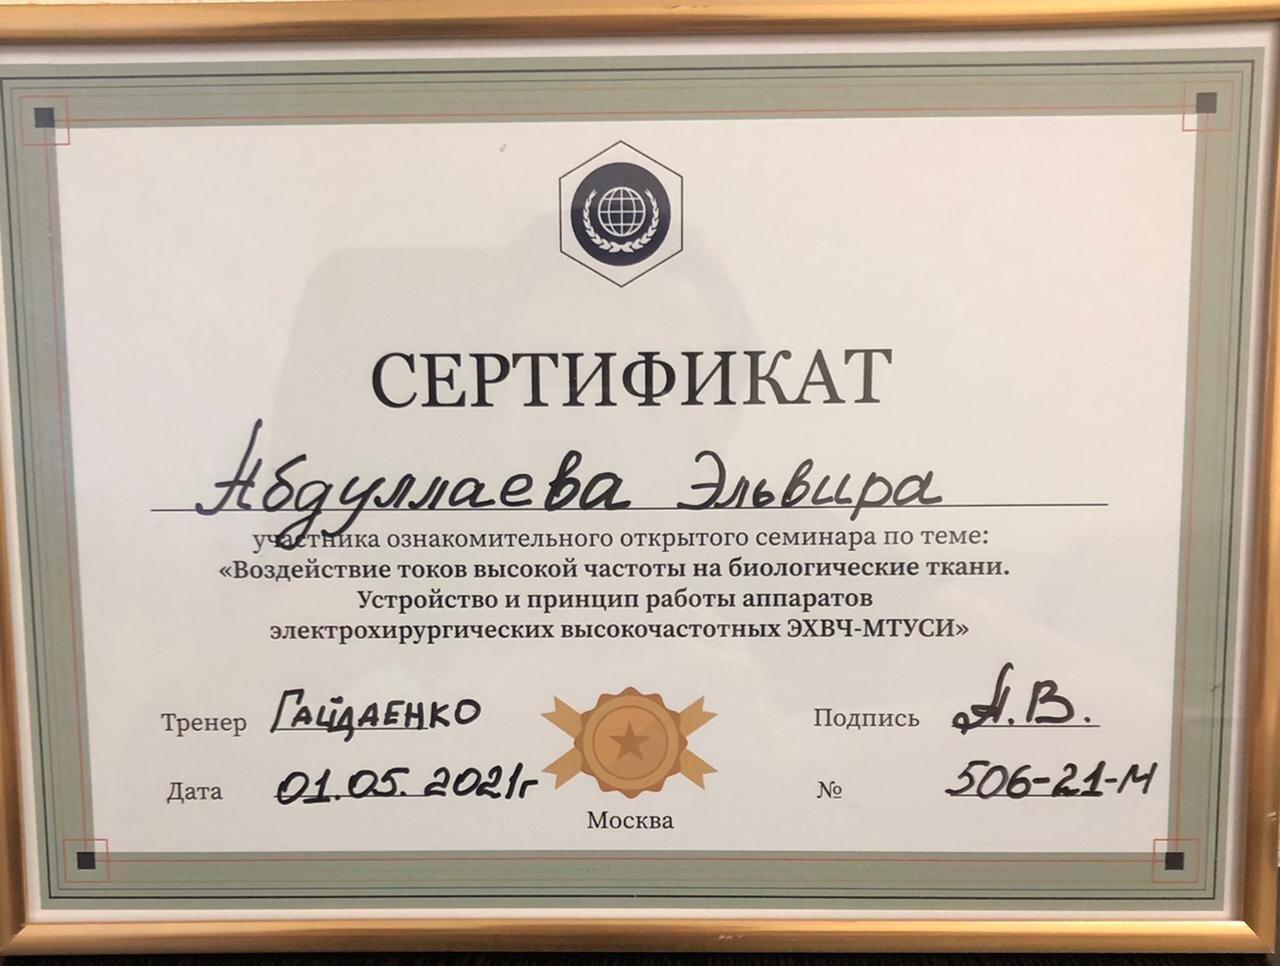 СЕРТИФИКАТ
Абдуллаева Эльвира
участника ознакомительного открытого семинара по теме:
«Воздействие токов высокой частоты на биологические ткани.
Устройство и принцип работы аппаратов
электрохирургических высокочастотных ЭХВЧ-МТУСИ»
Тренер Гайдаенко Подпись А.В.
Дата 01.05.2021г № 506-21-М
Москва